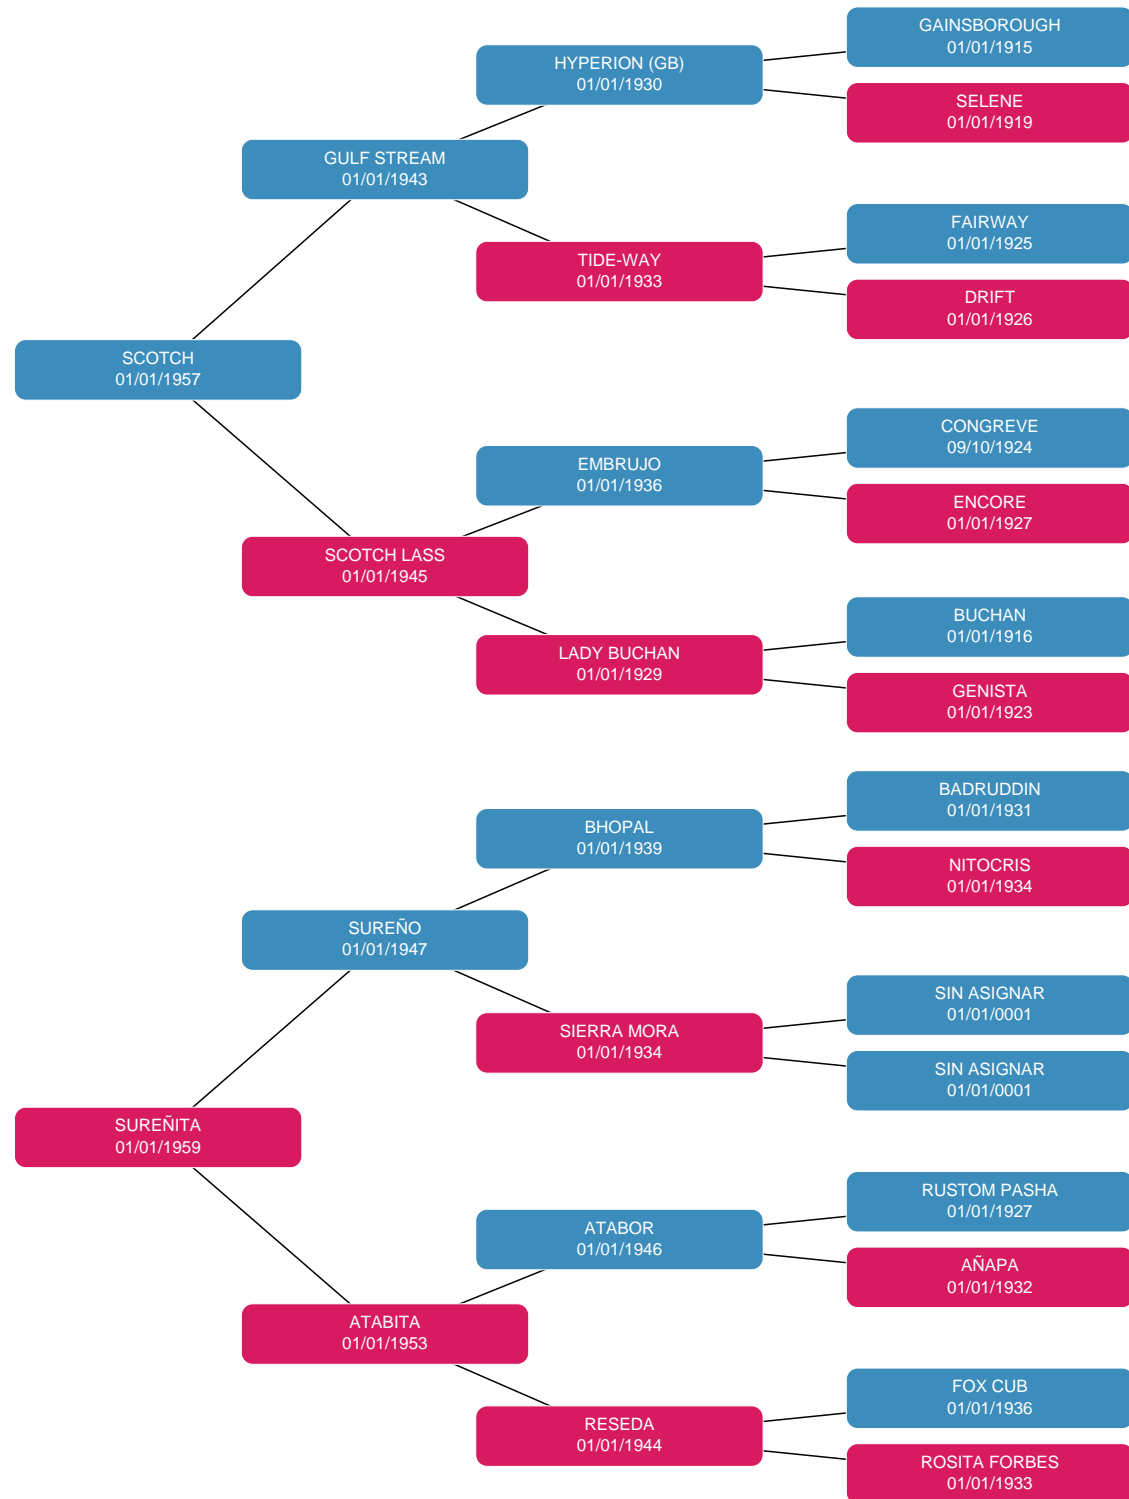 GAINSBOROUGH
01/01/1915
HYPERION (GB)
01/01/1930
SELENE
01/01/1919
GULF STREAM
01/01/1943
FAIRWAY
01/01/1925
TIDE-WAY
01/01/1933
DRIFT
01/01/1926
SCOTCH
01/01/1957
CONGREVE
09/10/1924
EMBRUJO
01/01/1936
ENCORE
01/01/1927
SCOTCH LASS
01/01/1945
BUCHAN
01/01/1916
LADY BUCHAN
01/01/1929
GENISTA
01/01/1923
BADRUDDIN
01/01/1931
BHOPAL
01/01/1939
NITOCRIS
01/01/1934
SUREÑO
01/01/1947
SIN ASIGNAR
01/01/0001
SIERRA MORA
01/01/1934
SIN ASIGNAR
01/01/0001
SUREÑITA
01/01/1959
RUSTOM PASHA
01/01/1927
ATABOR
01/01/1946
AÑAPA
01/01/1932
ATABITA
01/01/1953
FOX CUB
01/01/1936
RESEDA
01/01/1944
ROSITA FORBES
01/01/1933